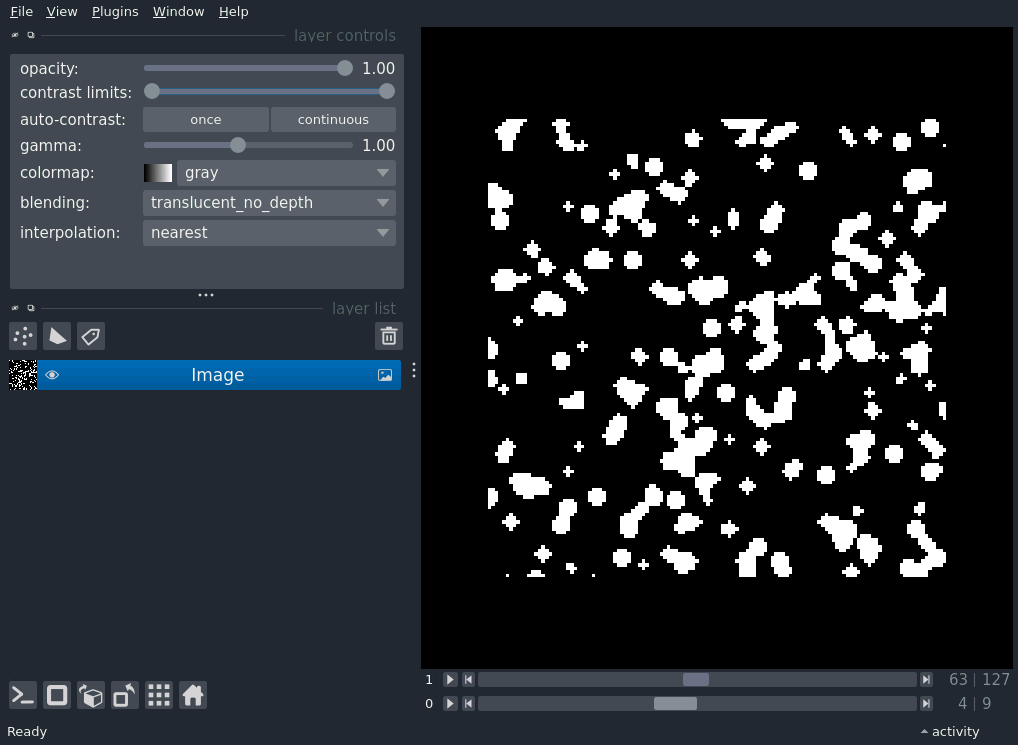 File View Plugins Window Help
layer controls
opacity: 1.00
contrast limits:
auto-contrast: once continuous
gamma: 1.00
colormap: gray
blending: translucent_no_depth
interpolation: nearest
layer list
Image
1 63 | 127
0 4 | 9
Ready activity